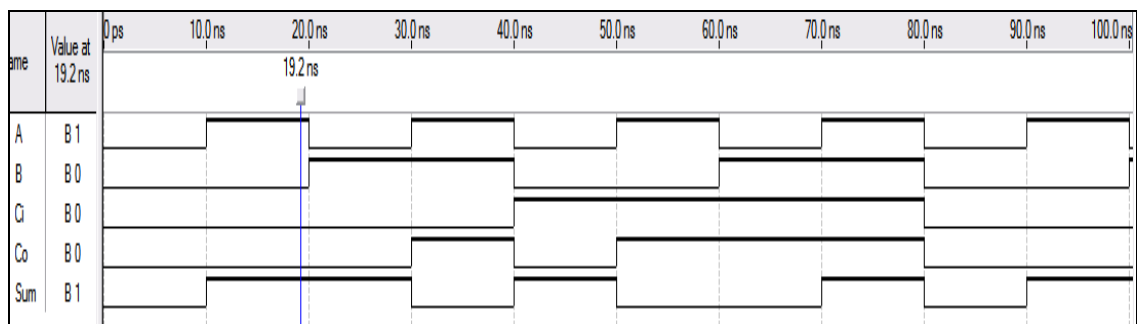 0 ps 10.0 ns 20.0 ns 30.0 ns 40.0 ns 50.0 ns 60.0 ns 70.0 ns 80.0 ns 90.0 ns 100.0 ns
ame Value at 19.2 ns
19.2 ns
A B 1
B B 0
Ci B 0
Co B 0
Sum B 1